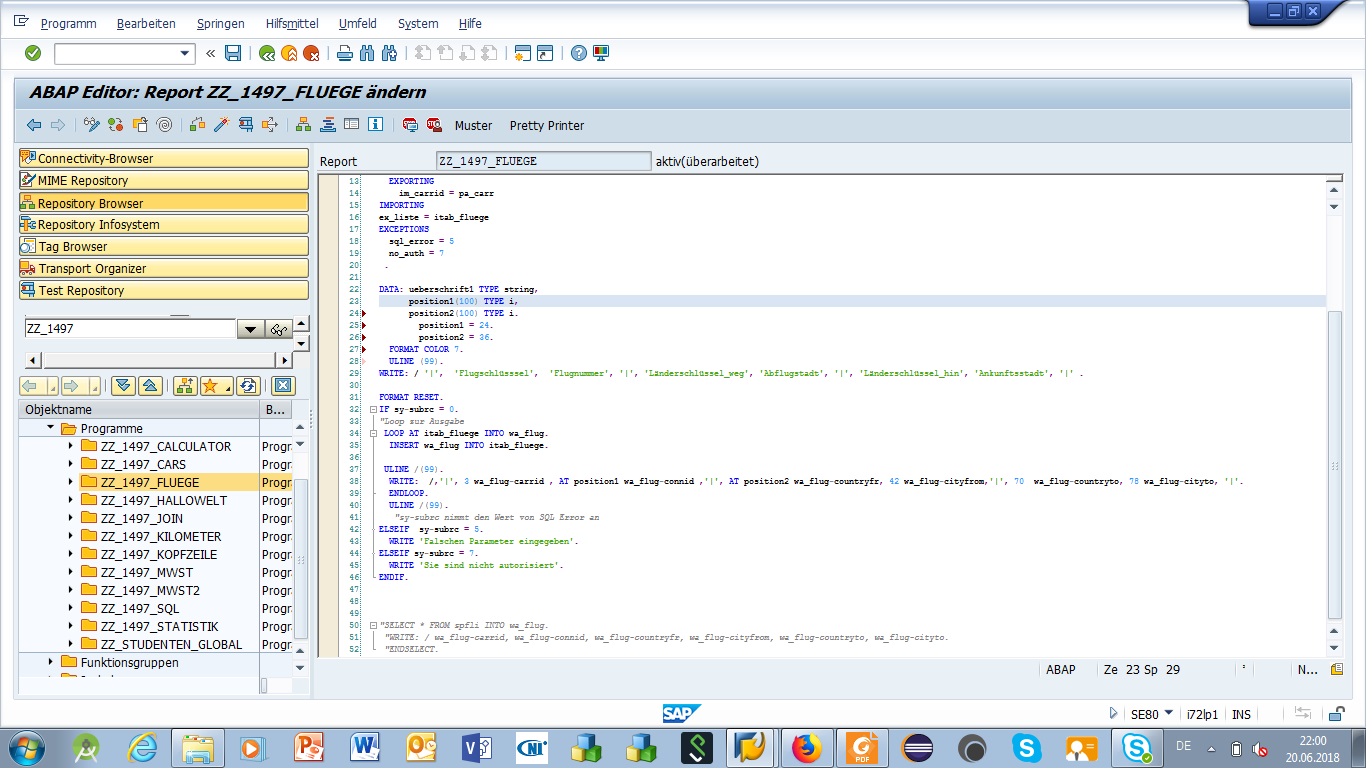 Programm Bearbeiten Springen Hilfsmittel Umfeld System Hilfe
ABAP Editor: Report ZZ_1497_FLUEGE ändern
Muster Pretty Printer
Connectivity-Browser
MIME Repository
Repository Browser
Repository Infosystem
Tag Browser
Transport Organizer
Test Repository
ZZ_1497
Objektname B...
Programme
ZZ_1497_CALCULATOR Progr
ZZ_1497_CARS Progr
ZZ_1497_FLUEGE Progr
ZZ_1497_HALLOWELT Progr
ZZ_1497_JOIN Progr
ZZ_1497_KILOMETER Progr
ZZ_1497_KOPFZEILE Progr
ZZ_1497_MWST Progr
ZZ_1497_MWST2 Progr
ZZ_1497_SQL Progr
ZZ_1497_STATISTIK Progr
ZZ_STUDENTEN_GLOBAL Progr
Funktionsgruppen
Report ZZ_1497_FLUEGE aktiv(überarbeitet)
13 EXPORTING
14 im_carrid = pa_carr
15 IMPORTING
16 ex_liste = itab_fluege
17 EXCEPTIONS
18 sql_error = 5
19 no_auth = 7
20 .
21
22 DATA: ueberschrift1 TYPE string,
23 position1(100) TYPE i,
24 position2(100) TYPE i.
25 position1 = 24.
26 position2 = 36.
27 FORMAT COLOR 7.
28 ULINE (99).
29 WRITE: / '|', 'Flugschlüsssel', 'Flugnummer', '|', 'Länderschlüssel_weg', 'Abflugstadt', '|', 'Länderschlüssel_hin', 'Ankunftsstadt', '|' .
30
31 FORMAT RESET.
32 IF sy-subrc = 0.
33 "Loop zur Ausgabe
34 LOOP AT itab_fluege INTO wa_flug.
35 INSERT wa_flug INTO itab_fluege.
36
37 ULINE /(99).
38 WRITE: /,'|', 3 wa_flug-carrid , AT position1 wa_flug-connid ,'|', AT position2 wa_flug-countryfr, 42 wa_flug-cityfrom,'|', 70 wa_flug-countryto, 78 wa_flug-cityto, '|'.
39 ENDLOOP.
40 ULINE /(99).
41 "sy-subrc nimmt den Wert von SQL Error an
42 ELSEIF sy-subrc = 5.
43 WRITE 'Falschen Parameter eingegeben'.
44 ELSEIF sy-subrc = 7.
45 WRITE 'Sie sind nicht autorisiert'.
46 ENDIF.
47
48
49
50 "SELECT * FROM spfli INTO wa_flug.
51 "WRITE: / wa_flug-carrid, wa_flug-connid, wa_flug-countryfr, wa_flug-cityfrom, wa_flug-countryto, wa_flug-cityto.
52 "ENDSELECT.
ABAP Ze 23 Sp 29 * N...
SAP
SE80 i72lp1 INS
DE 22:00
20.06.2018
PDF